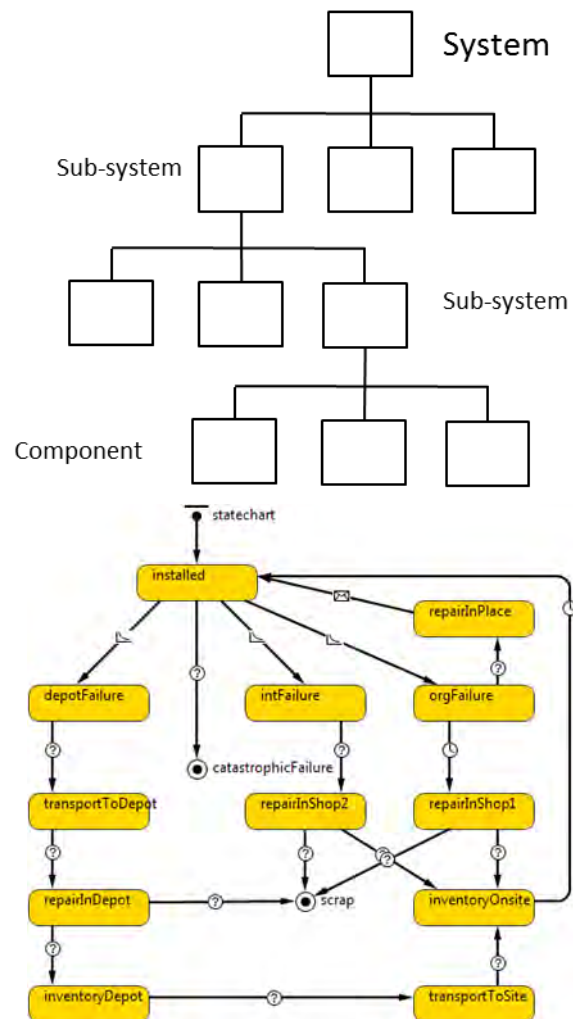 System
Sub-system
Sub-system
Component
statechart
installed
repairInPlace
depotFailure
intFailure
orgFailure
catastrophicFailure
transportToDepot
repairInShop2
repairInShop1
repairInDepot
scrap
inventoryOnsite
inventoryDepot
transportToSite